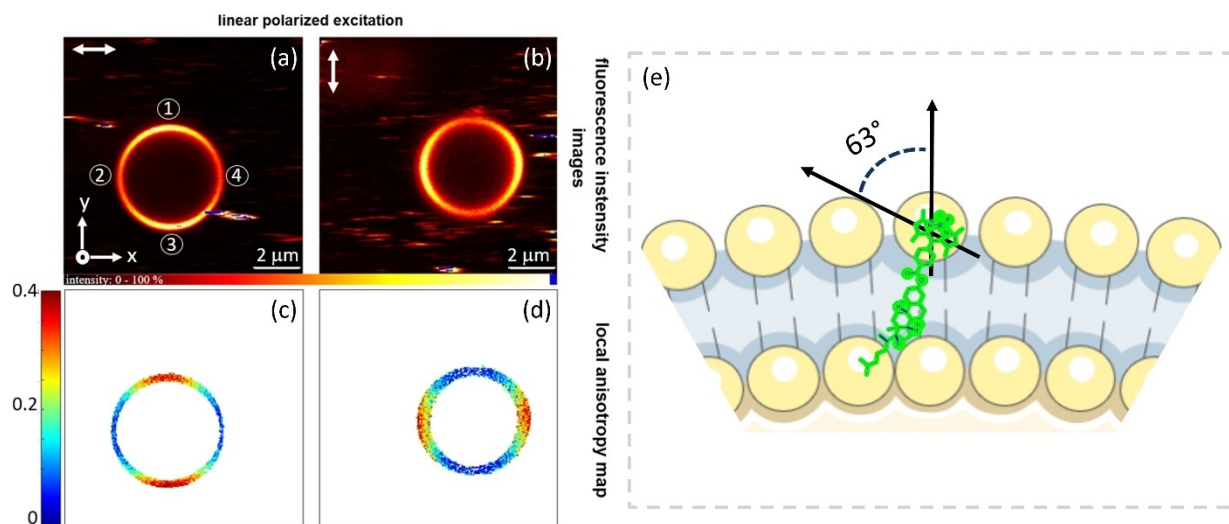 linear polarized excitation
(a)
(b)
①
②
④
③
y
x
2 µm
2 µm
intensity: 0 - 100 %
fluorescence instensity
images
(c)
(d)
0.4
0.2
0
local anisotropy map
(e)
63°